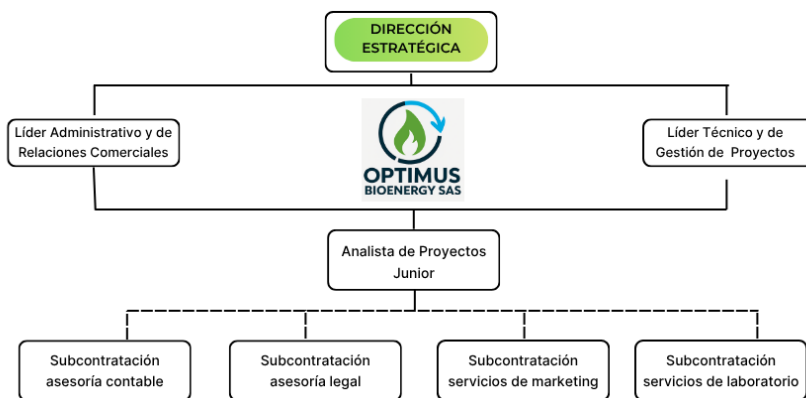 DIRECCIÓN
ESTRATÉGICA
Líder Administrativo y de
Relaciones Comerciales
OPTIMUS
BIOENERGY SAS
Líder Técnico y de
Gestión de Proyectos
Analista de Proyectos
Junior
Subcontratación
asesoría contable
Subcontratación
asesoría legal
Subcontratación
servicios de marketing
Subcontratación
servicios de laboratorio